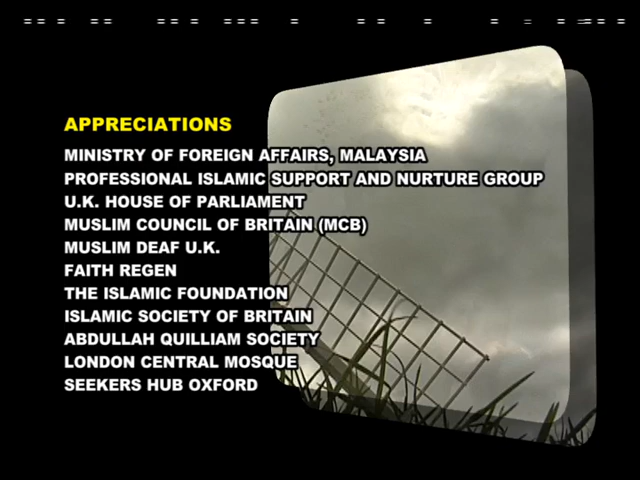 APPRECIATIONS
MINISTRY OF FOREIGN AFFAIRS, MALAYSIA
PROFESSIONAL ISLAMIC SUPPORT AND NURTURE GROUP
U.K. HOUSE OF PARLIAMENT
MUSLIM COUNCIL OF BRITAIN (MCB)
MUSLIM DEAF U.K.
FAITH REGEN
THE ISLAMIC FOUNDATION
ISLAMIC SOCIETY OF BRITAIN
ABDULLAH QUILLIAM SOCIETY
LONDON CENTRAL MOSQUE
SEEKERS HUB OXFORD